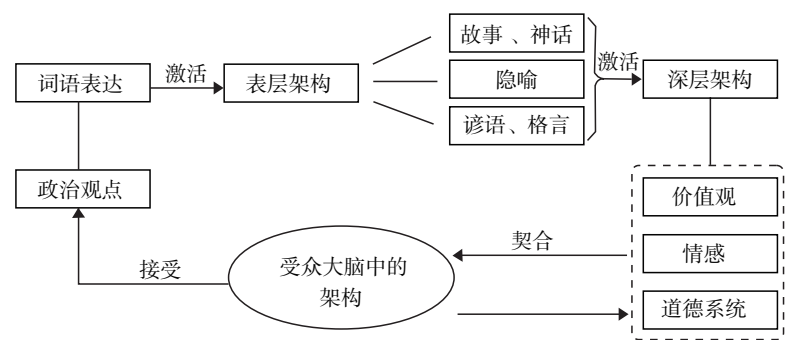 故事、神话
激活
激活
词语表达
表层架构
隐喻
深层架构
谚语、格言
政治观点
价值观
契合
情感
接受
受众大脑中的
架构
道德系统